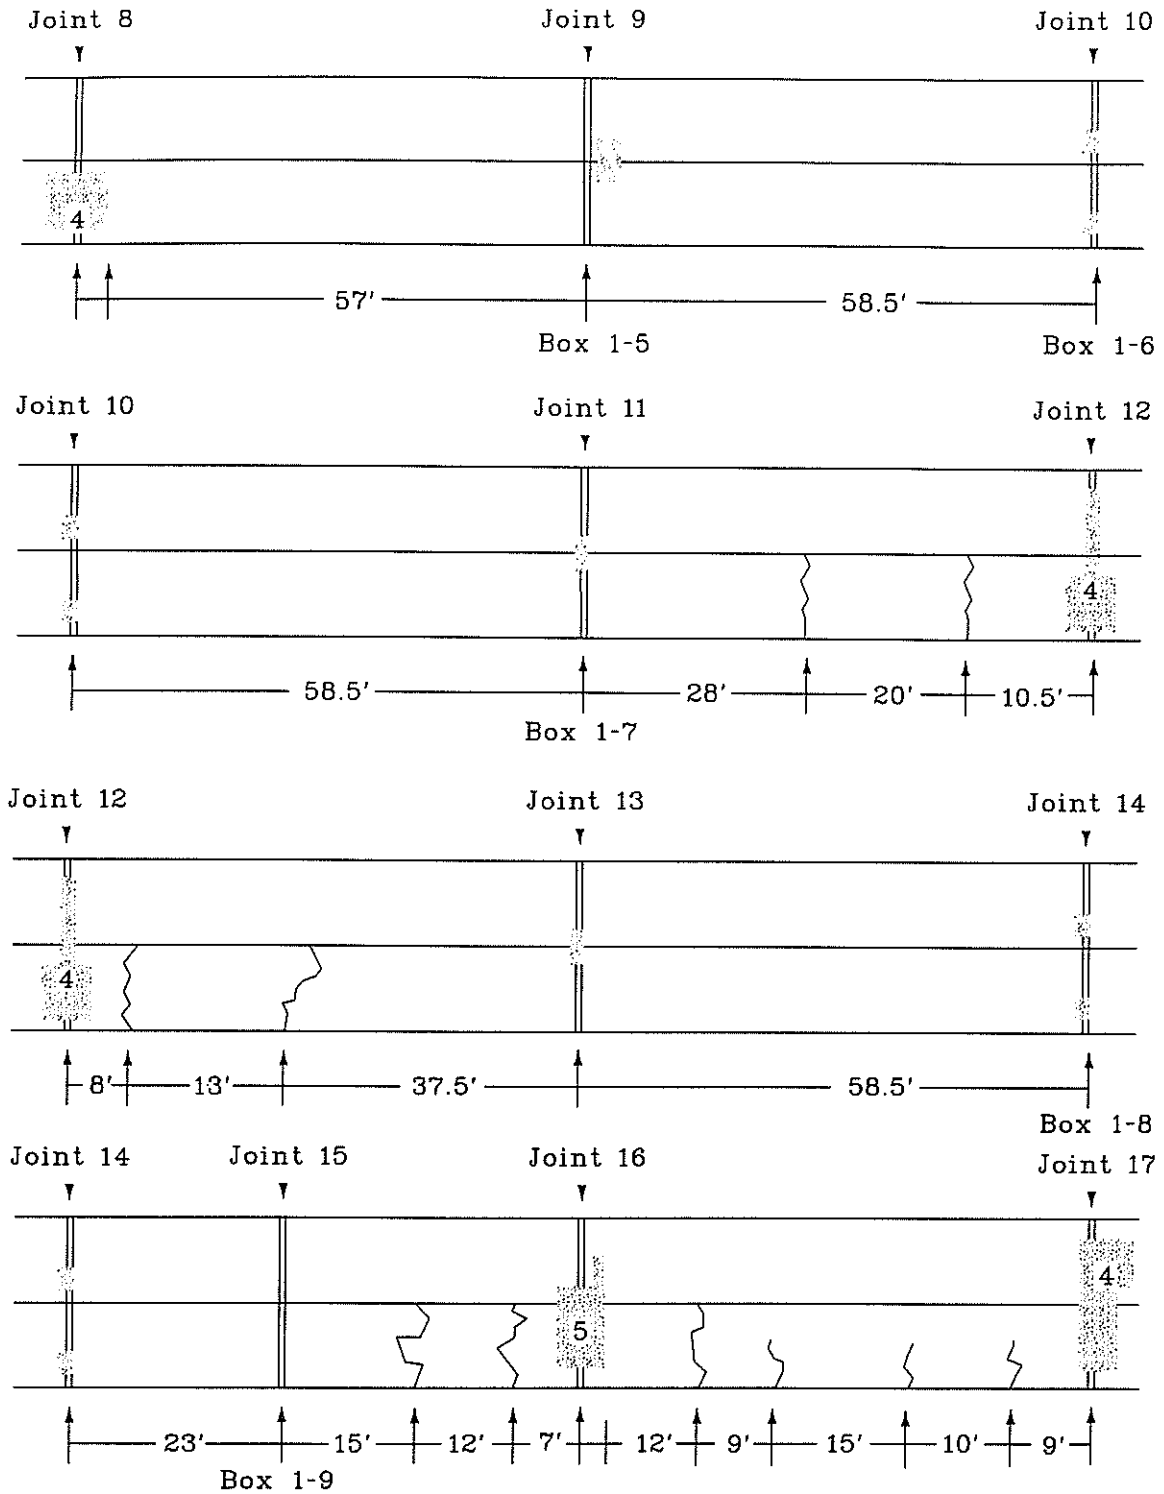 Joint 8 Joint 9 Joint 10
4
57' 58.5'
Box 1-5 Box 1-6
Joint 10 Joint 11 Joint 12
4
58.5' 28' 20' 10.5'
Box 1-7
Joint 12 Joint 13 Joint 14
4
8' 13' 37.5' 58.5'
Box 1-8
Joint 14 Joint 15 Joint 16 Joint 17
4
5
23' 15' 12' 7' 12' 9' 15' 10' 9'
Box 1-9